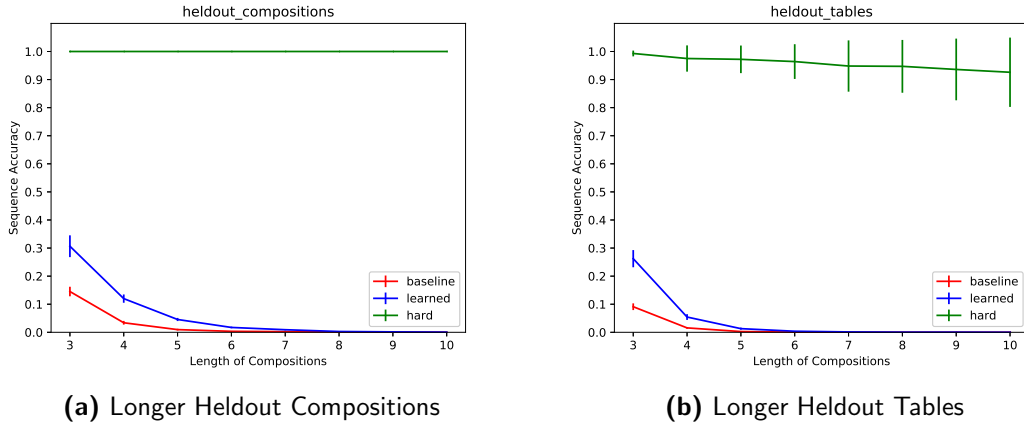 heldout_compositions
1.0
0.9
0.8
0.7
0.6
0.5
0.4
0.3
0.2
0.1
0.0
Sequence Accuracy
3 4 5 6 7 8 9 10
Length of Compositions
baseline
learned
hard
(a) Longer Heldout Compositions
heldout_tables
1.0
0.9
0.8
0.7
0.6
0.5
0.4
0.3
0.2
0.1
0.0
Sequence Accuracy
3 4 5 6 7 8 9 10
Length of Compositions
baseline
learned
hard
(b) Longer Heldout Tables